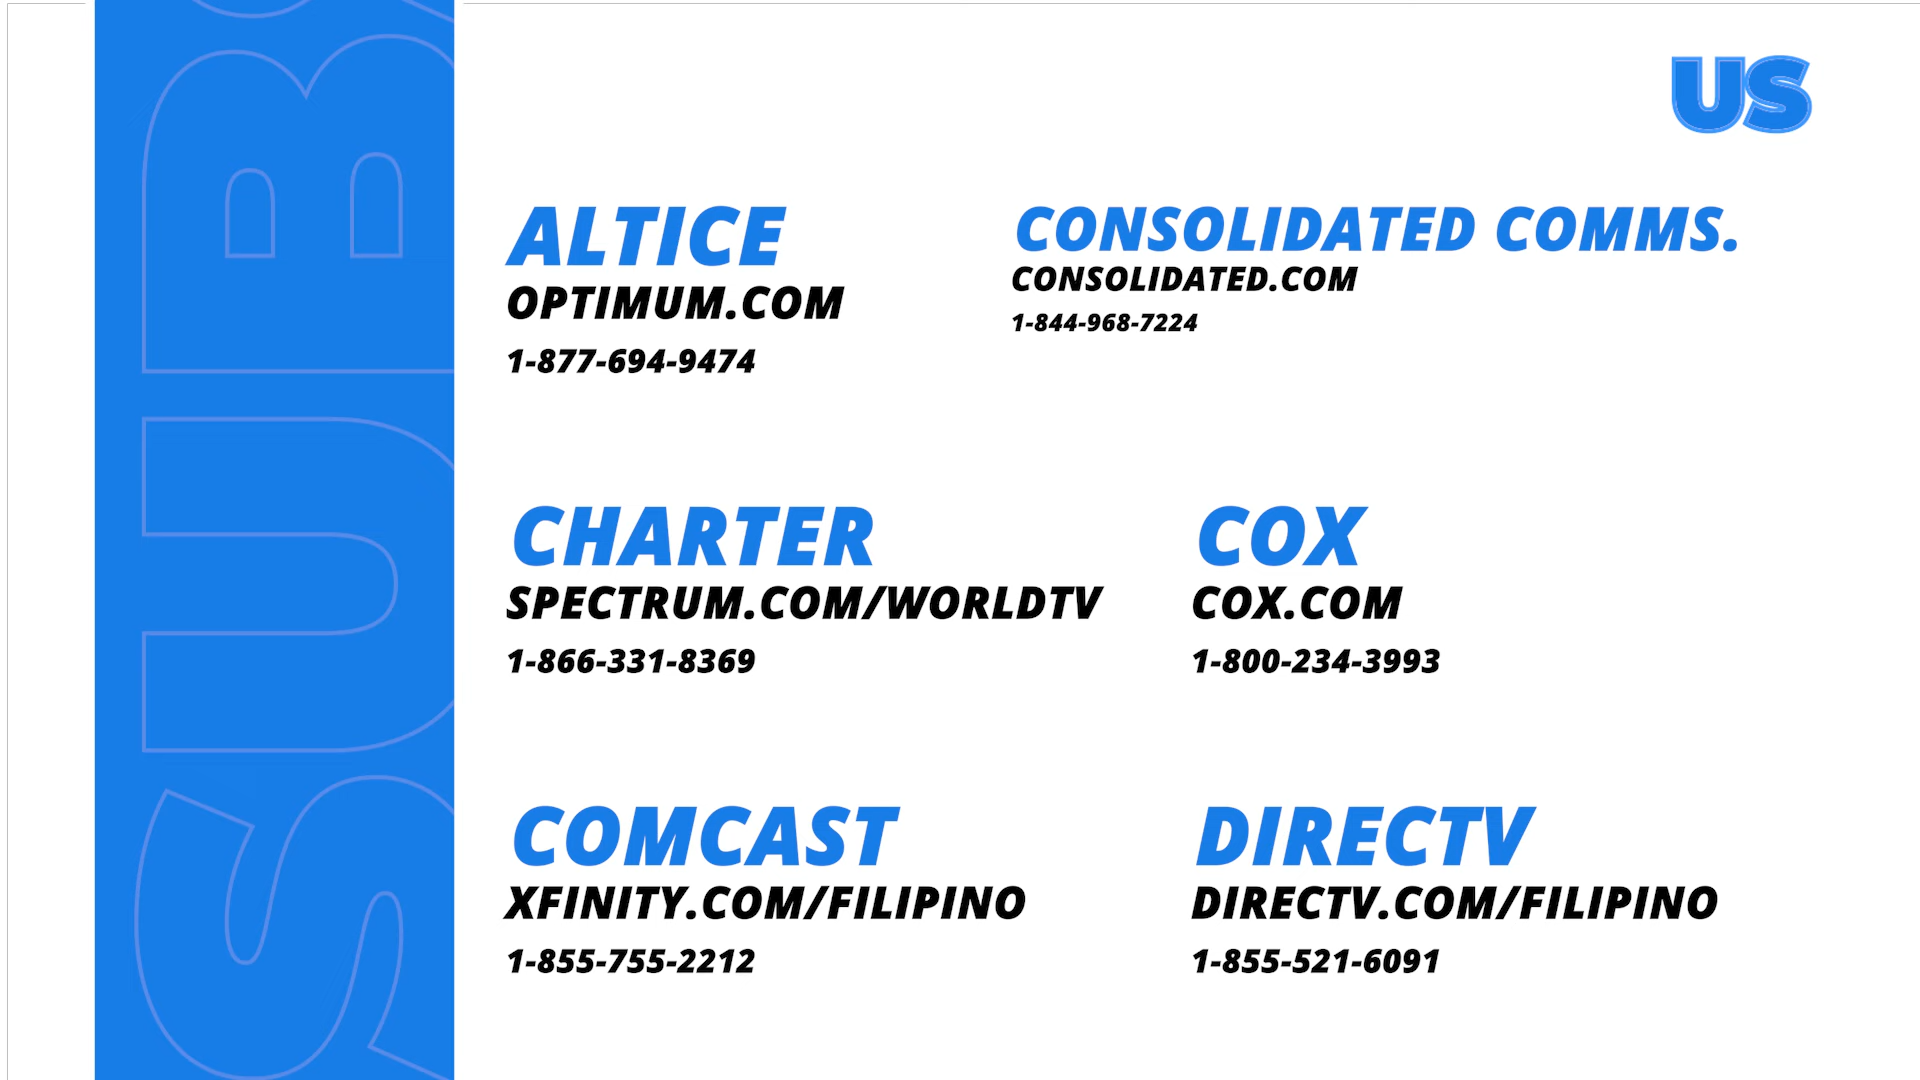 US
ALTICE
OPTIMUM.COM
1-877-694-9474
CONSOLIDATED COMMS.
CONSOLIDATED.COM
1-844-968-7224
CHARTER
SPECTRUM.COM/WORLDTV
1-866-331-8369
COX
COX.COM
1-800-234-3993
COMCAST
XFINITY.COM/FILIPINO
1-855-755-2212
DIRECTV
DIRECTV.COM/FILIPINO
1-855-521-6091